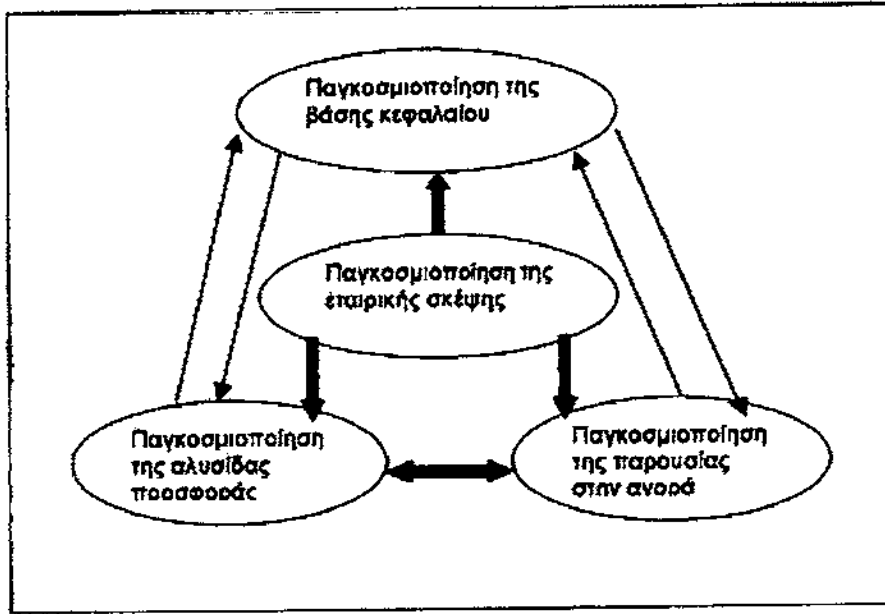 Παγκοσμιοποίηση της
βάσης κεφαλαίου
Παγκοσμιοποίηση της
εταιρικής σκέψης
Παγκοσμιοποίηση
της αλυσίδας
προσφοράς
Παγκοσμιοποίηση
της παρουσίας
στην αγορά